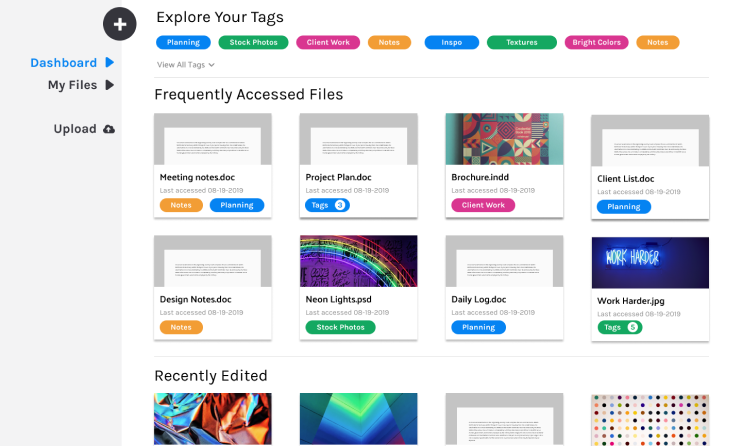 Explore Your Tags
Planning Stock Photos Client Work Notes Inspo Textures Bright Colors Notes
View All Tags
Dashboard
My Files
Upload
Frequently Accessed Files
Meeting notes.doc
Last accessed 08-19-2019
Notes Planning
Project Plan.doc
Last accessed 08-19-2019
Tags 3
Brochure.indd
Last accessed 08-19-2019
Client Work
Client List.doc
Last accessed 08-19-2019
Planning
Design Notes.doc
Last accessed 08-19-2019
Notes
Neon Lights.psd
Last accessed 08-19-2019
Stock Photos
Daily Log.doc
Last accessed 08-19-2019
Planning
WORK HARDER
Work Harder.jpg
Last accessed 08-19-2019
Tags 5
Recently Edited